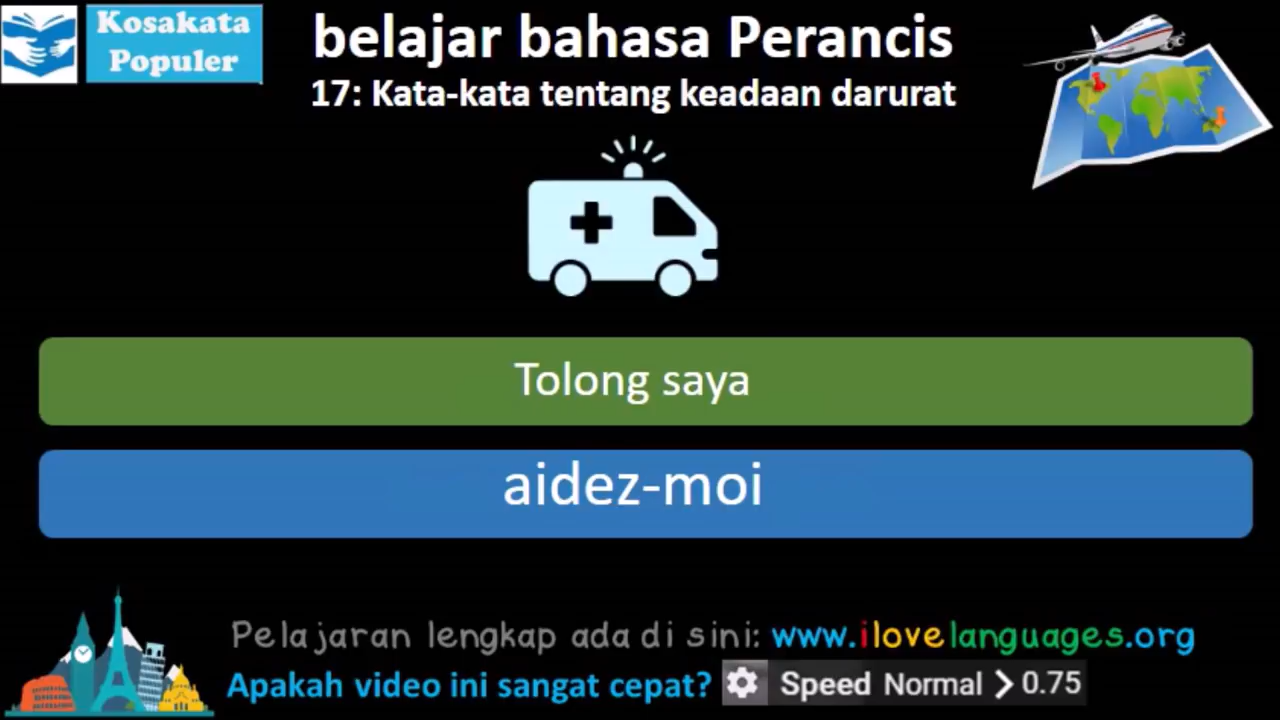 Kosakata
Populer
belajar bahasa Perancis
17: Kata-kata tentang keadaan darurat
Tolong saya
aidez-moi
Pelajaran lengkap ada di sini: www.ilovelanguages.org
Apakah video ini sangat cepat? Speed Normal > 0.75